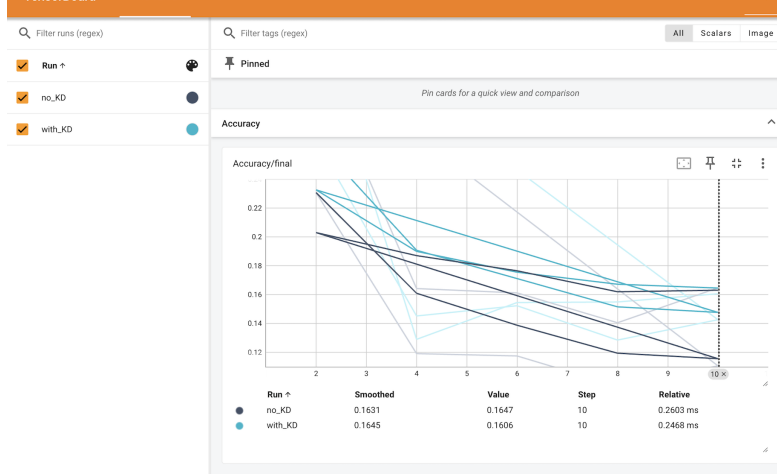 TensorBoard
Filter runs (regex)
Filter tags (regex)
All Scalars Image
Run ↑
Pinned
no_KD
Pin cards for a quick view and comparison
with_KD
Accuracy
Accuracy/final
0.22
0.2
0.18
0.16
0.14
0.12
2 3 4 5 6 7 8 9 10 ×
Run ↑ Smoothed Value Step Relative
no_KD 0.1631 0.1647 10 0.2603 ms
with_KD 0.1645 0.1606 10 0.2468 ms